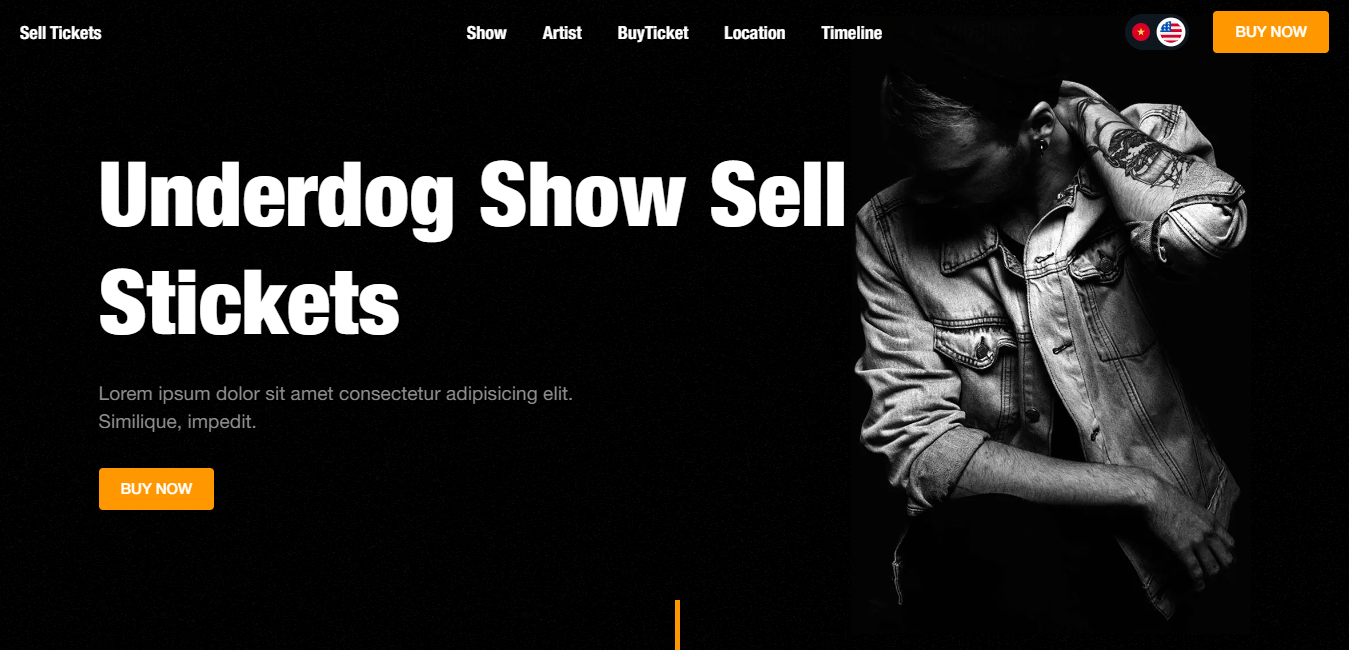 Sell Tickets
Show Artist BuyTicket Location Timeline
BUY NOW
Underdog Show Sell
Stickets
Lorem ipsum dolor sit amet consectetur adipisicing elit.
Similique, impedit.
BUY NOW